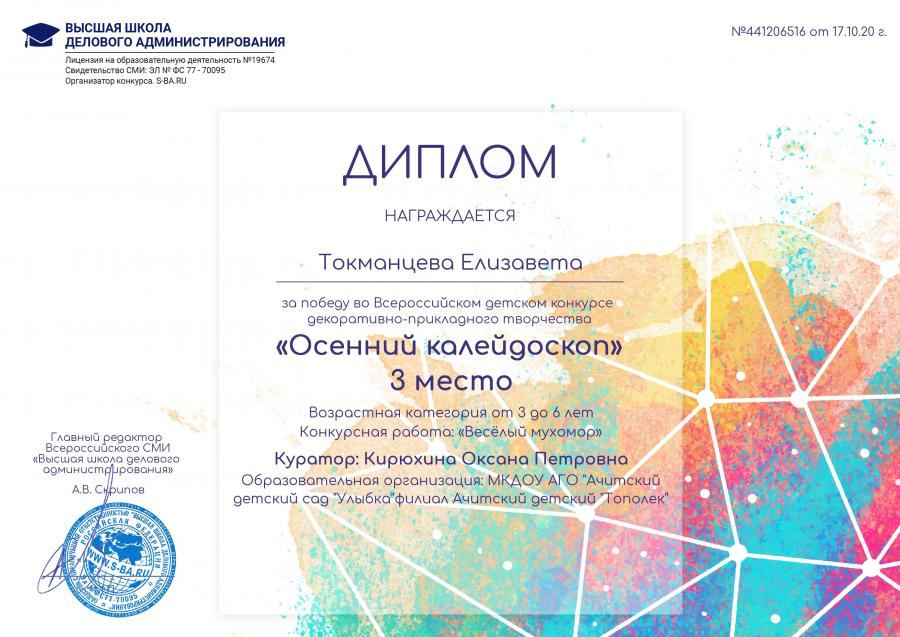 ВЫСШАЯ ШКОЛА
ДЕЛОВОГО АДМИНИСТРИРОВАНИЯ
Лицензия на образовательную деятельность №19674
Свидетельство СМИ: ЭЛ № ФС 77 - 70095
Организатор конкурса. S-BA.RU
№441206516 от 17.10.20 г.
ДИПЛОМ
НАГРАЖДАЕТСЯ
Токманцева Елизавета
за победу во Всероссийском детском конкурсе
декоративно-прикладного творчества
«Осенний калейдоскоп»
3 место
Возрастная категория от 3 до 6 лет
Конкурсная работа: «Весёлый мухомор»
Куратор: Кирюхина Оксана Петровна
Образовательная организация: МКДОУ АГО "Ачитский
детский сад "Улыбка"филиал Ачитский детский "Тополек"
Главный редактор
Всероссийского СМИ
«Высшая школа делового
администрирования»
А.В. Скрипов
РОССИЙСКАЯ ФЕДЕРАЦИЯ
WWW.S-BA.RU